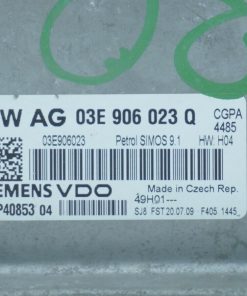 W AG 03E 906 023 Q CGPA
4485
03E906023 Petrol SIMOS 9.1 HW: H04
EMENS VDO Made in Czech Rep.
P40853 04 49H01---
SJ8 FST 20.07.09 F405 1445_